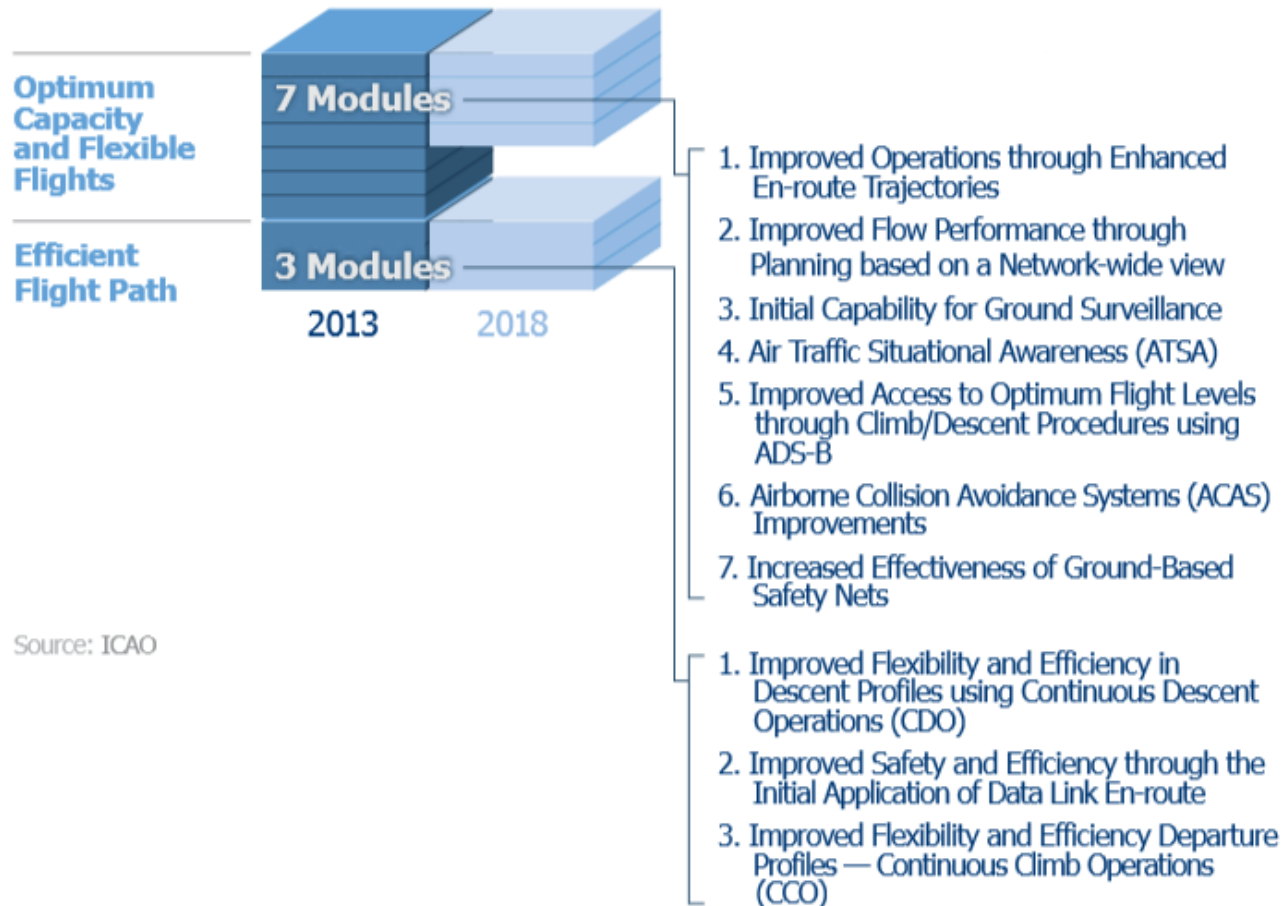 Optimum
Capacity
and Flexible
Flights
7 Modules
Efficient
Flight Path
3 Modules
2013
2018
1. Improved Operations through Enhanced
En-route Trajectories
2. Improved Flow Performance through
Planning based on a Network-wide view
3. Initial Capability for Ground Surveillance
4. Air Traffic Situational Awareness (ATSA)
5. Improved Access to Optimum Flight Levels
through Climb/Descent Procedures using
ADS-B
6. Airborne Collision Avoidance Systems (ACAS)
Improvements
7. Increased Effectiveness of Ground-Based
Safety Nets
1. Improved Flexibility and Efficiency in
Descent Profiles using Continuous Descent
Operations (CDO)
2. Improved Safety and Efficiency through the
Initial Application of Data Link En-route
3. Improved Flexibility and Efficiency Departure
Profiles — Continuous Climb Operations
(CCO)
Source: ICAO